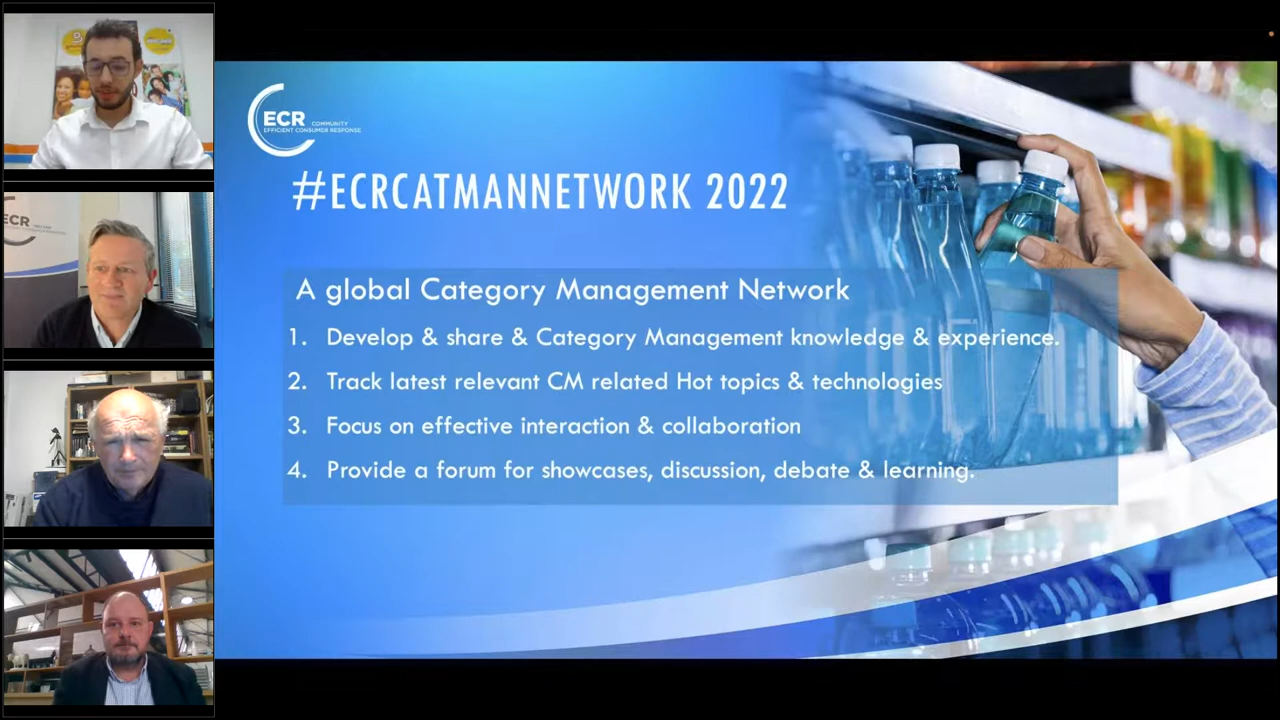 ECR COMMUNITY
EFFICIENT CONSUMER RESPONSE
#ECRCATMANNETWORK 2022
A global Category Management Network
1. Develop & share & Category Management knowledge & experience.
2. Track latest relevant CM related Hot topics & technologies
3. Focus on effective interaction & collaboration
4. Provide a forum for showcases, discussion, debate & learning.
ECR